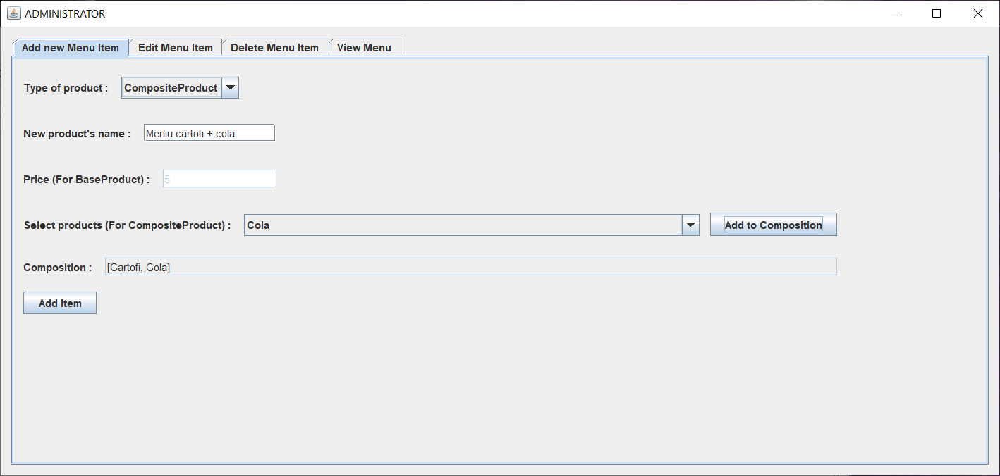 ADMINISTRATOR
Add new Menu Item Edit Menu Item Delete Menu Item View Menu
Type of product : CompositeProduct
New product's name : Meniu cartofi + cola
Price (For BaseProduct) : 5
Select products (For CompositeProduct) : Cola Add to Composition
Composition : [Cartofi, Cola]
Add Item